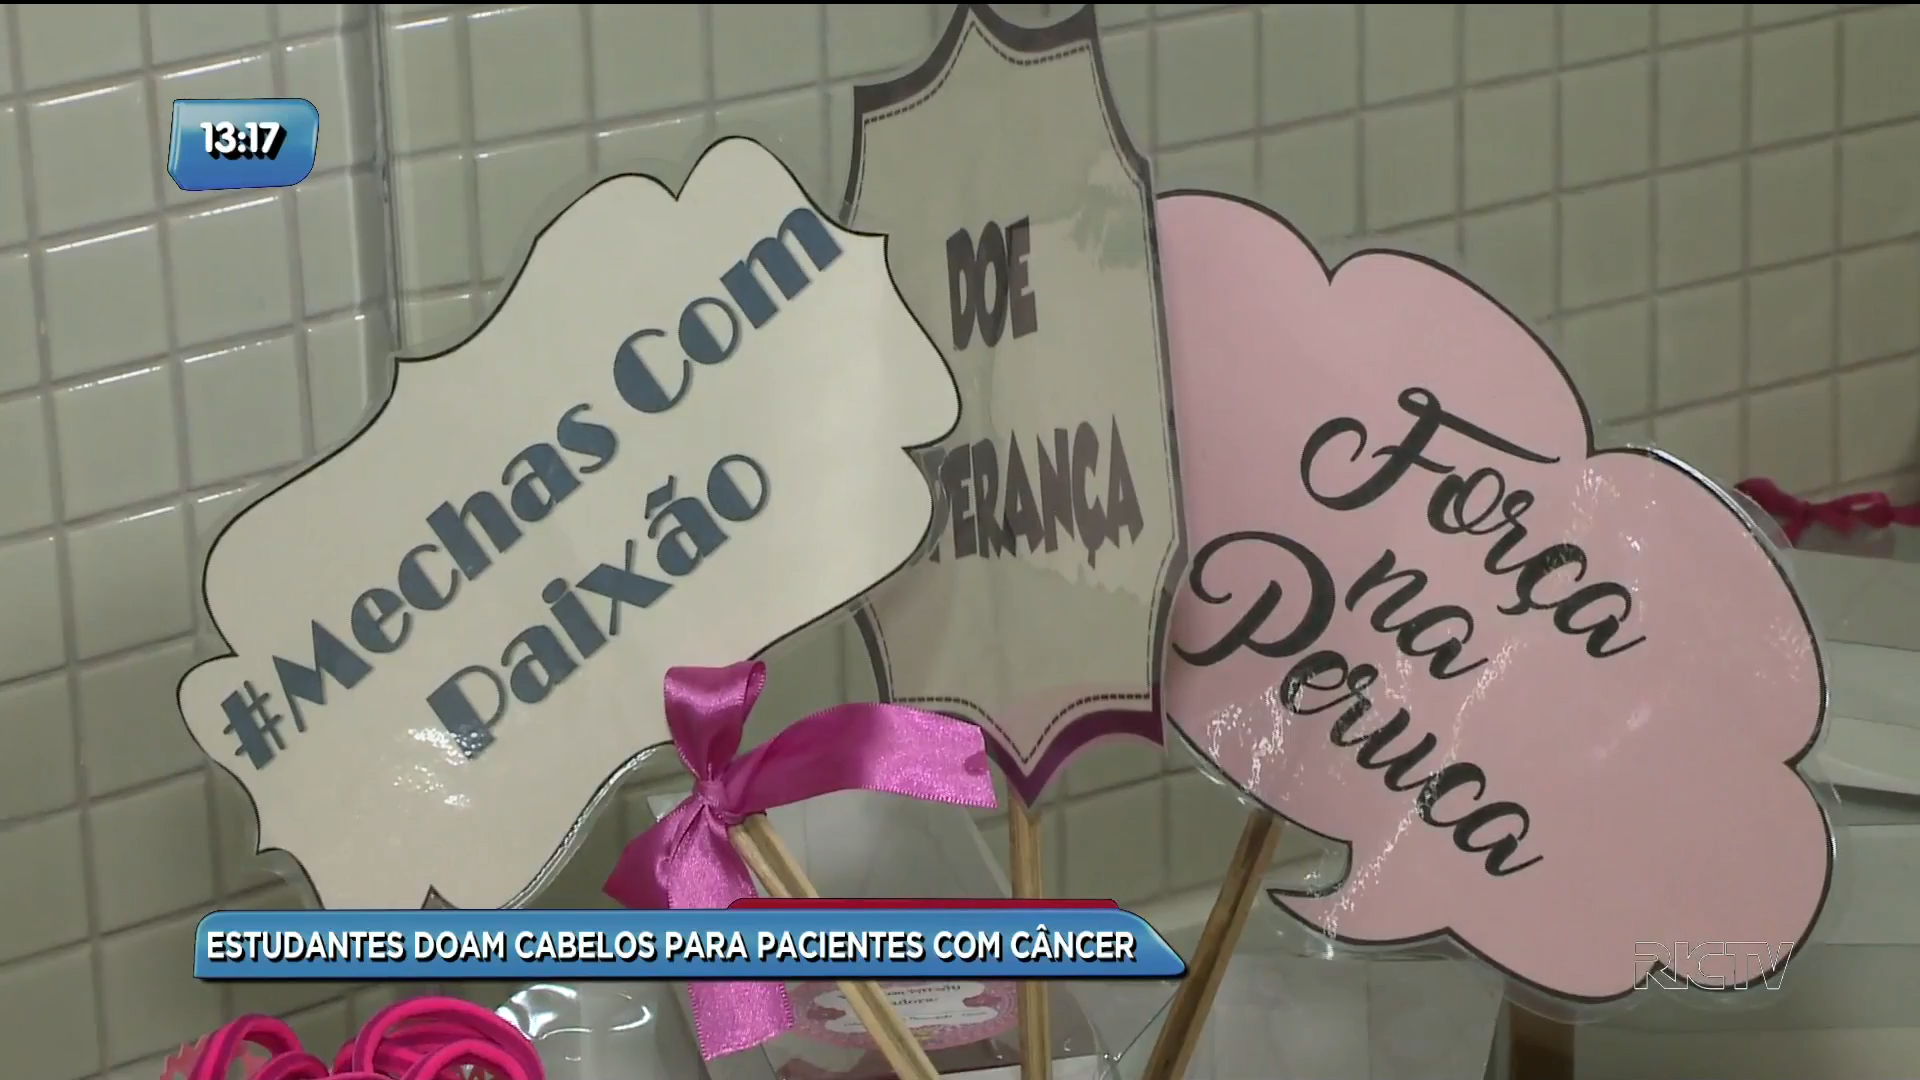 13:17
#Mechas Com
Paixão
DOE
PERANÇA
Força
na
Peruca
ESTUDANTES DOAM CABELOS PARA PACIENTES COM CÂNCER
RICTV